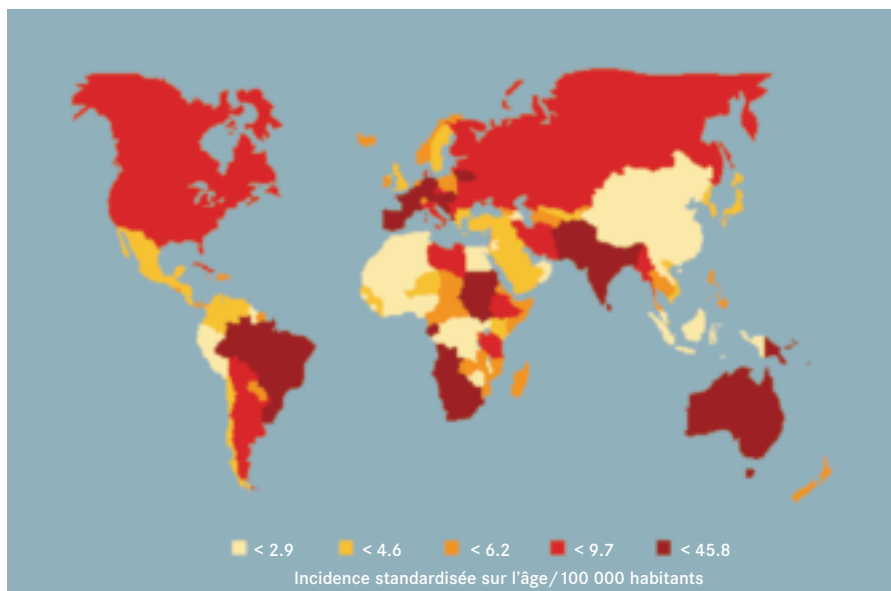 < 2.9 < 4.6 < 6.2 < 9.7 < 45.8
Incidence standardisée sur l'âge/100 000 habitants